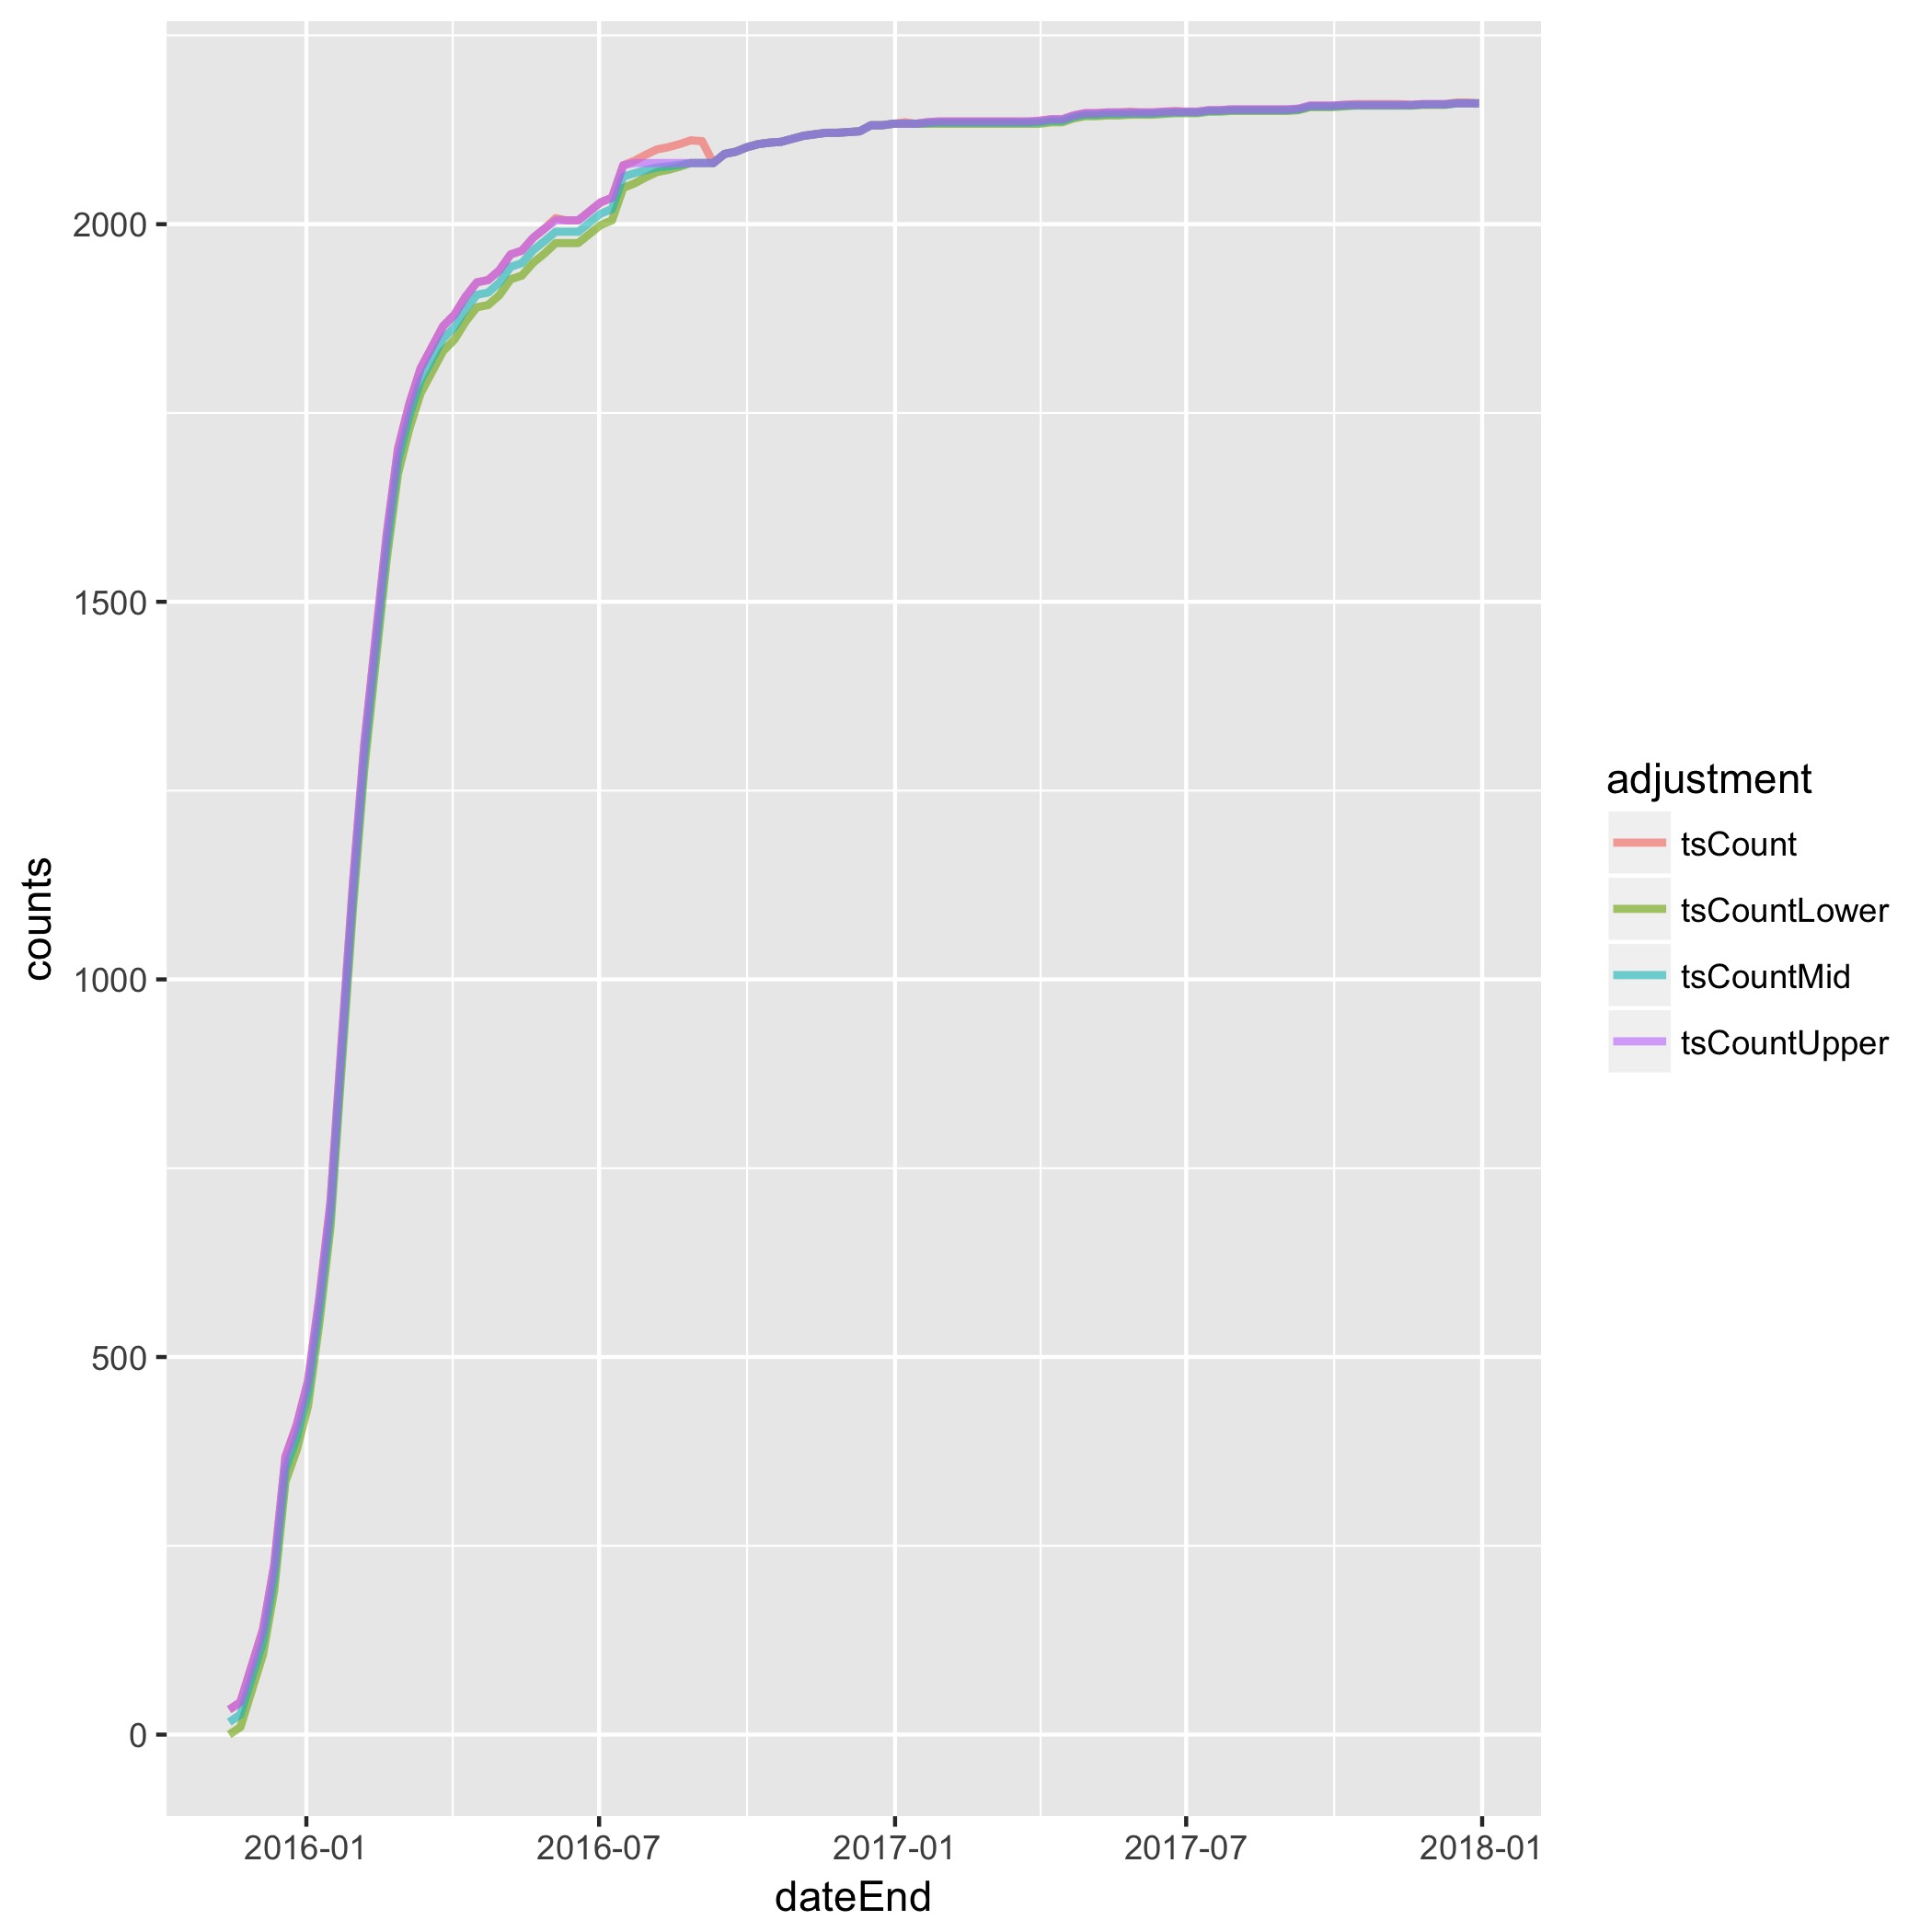 counts
2000
1500
1000
500
0
2016-01
2016-07
2017-01
2017-07
2018-01
dateEnd
adjustment
tsCount
tsCountLower
tsCountMid
tsCountUpper